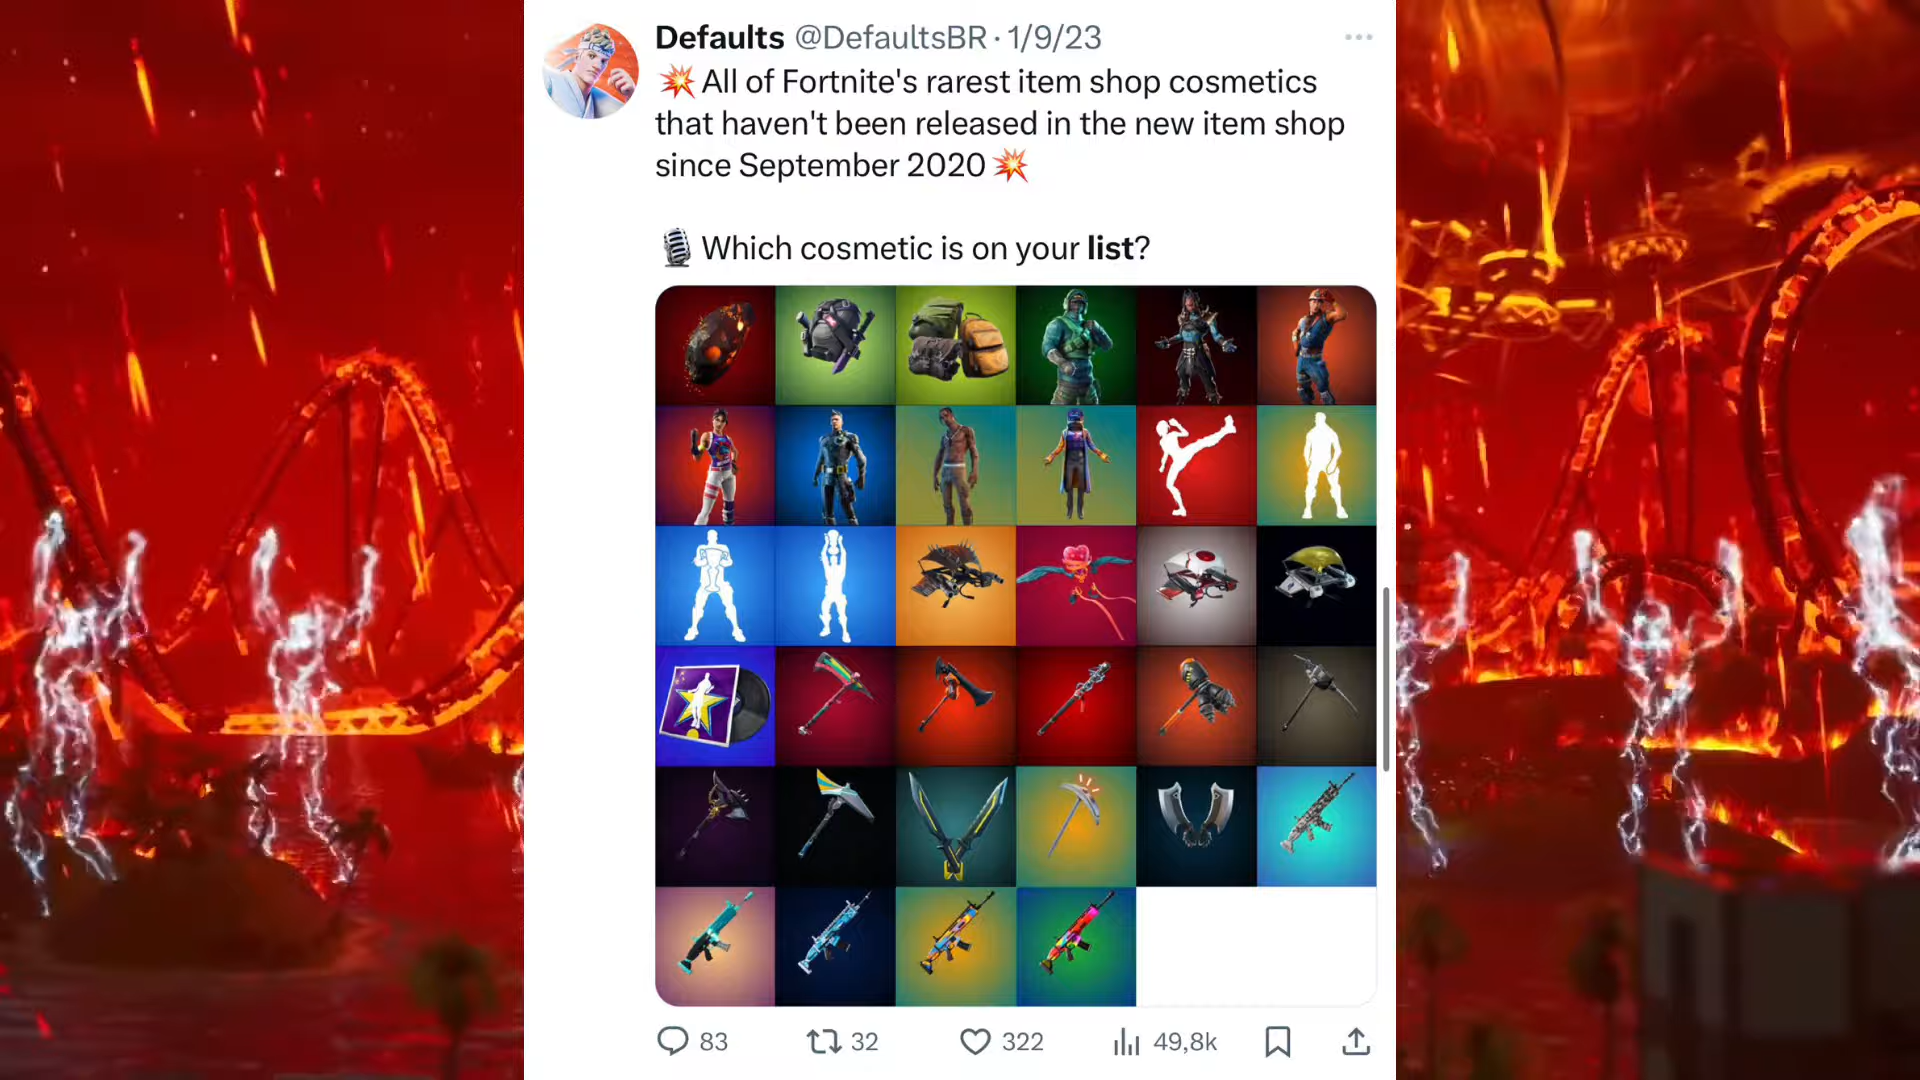 Defaults @DefaultsBR · 1/9/23
💥All of Fortnite's rarest item shop cosmetics
that haven't been released in the new item shop
since September 2020💥
🎙Which cosmetic is on your list?
83 32 322 49,8k